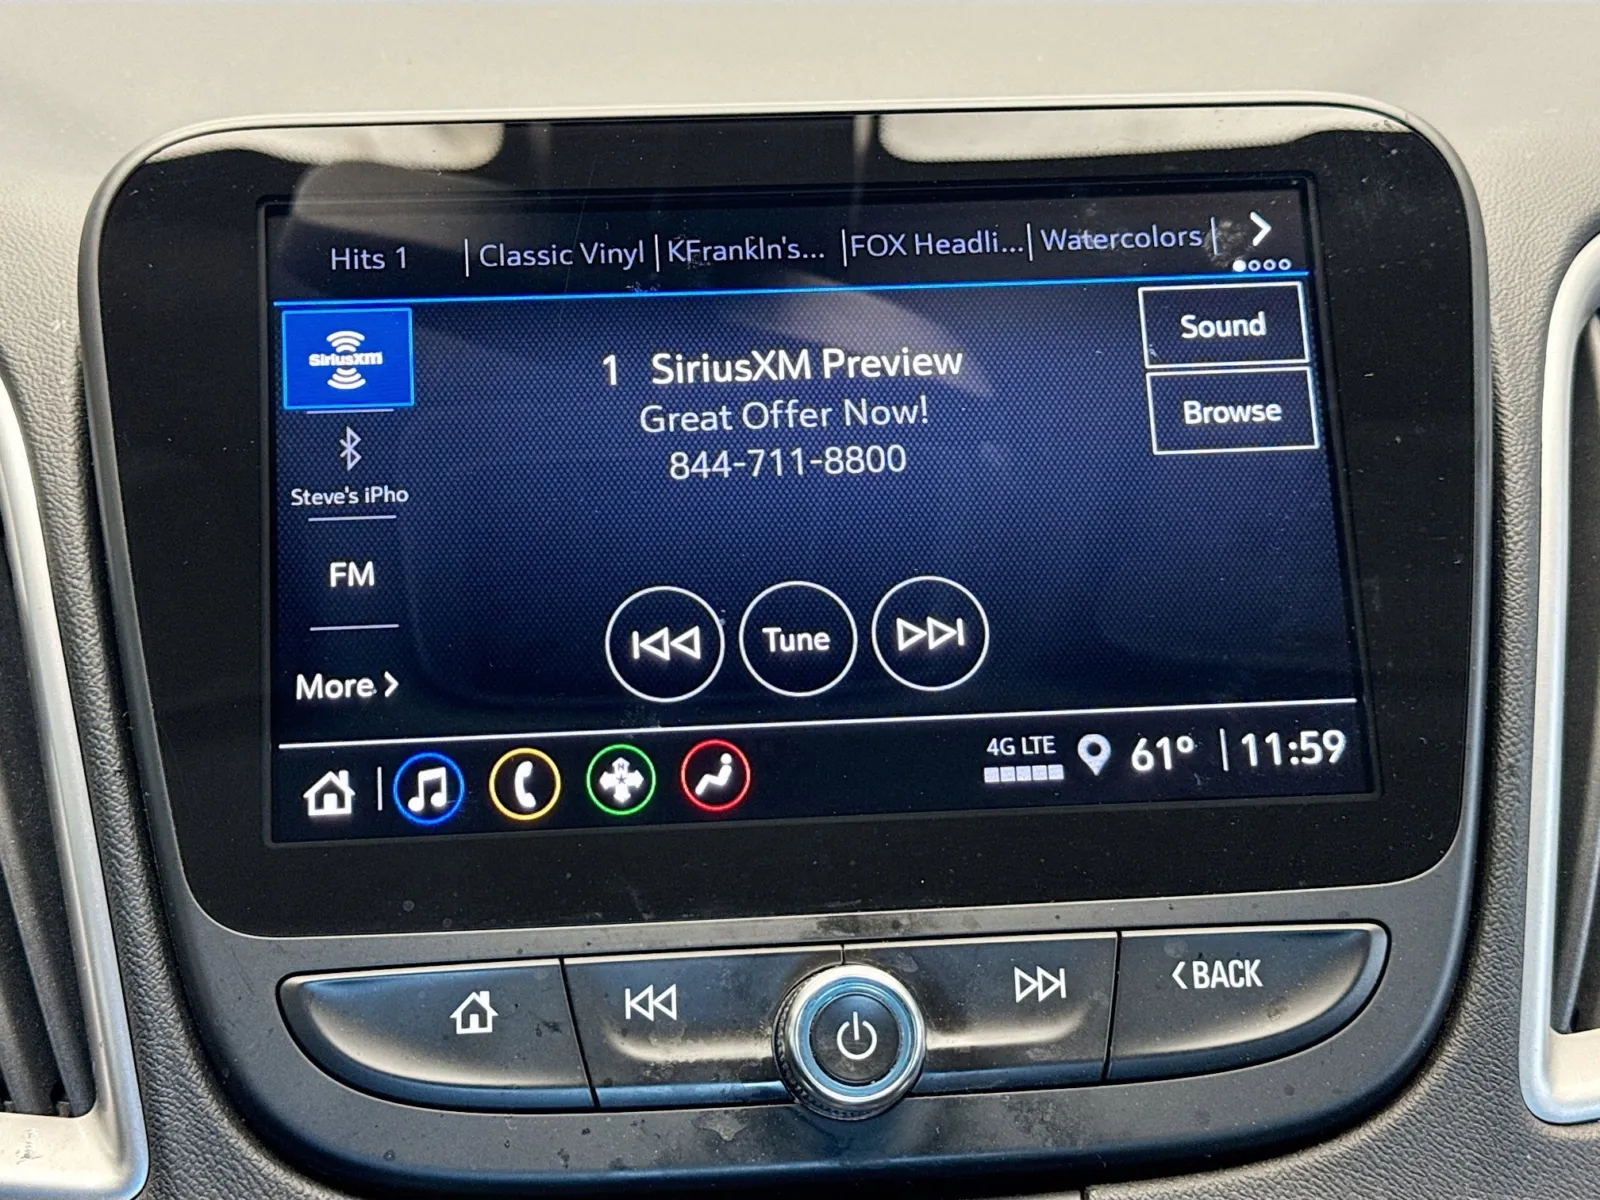 Hits 1 | Classic Vinyl | KFrankln's... | FOX Headli... | Watercolors |
SiriusXM
Steve's iPho
FM
More >
1 SiriusXM Preview
Great Offer Now!
844-711-8800
Sound
Browse
Tune
4G LTE
61° | 11:59
N
<BACK